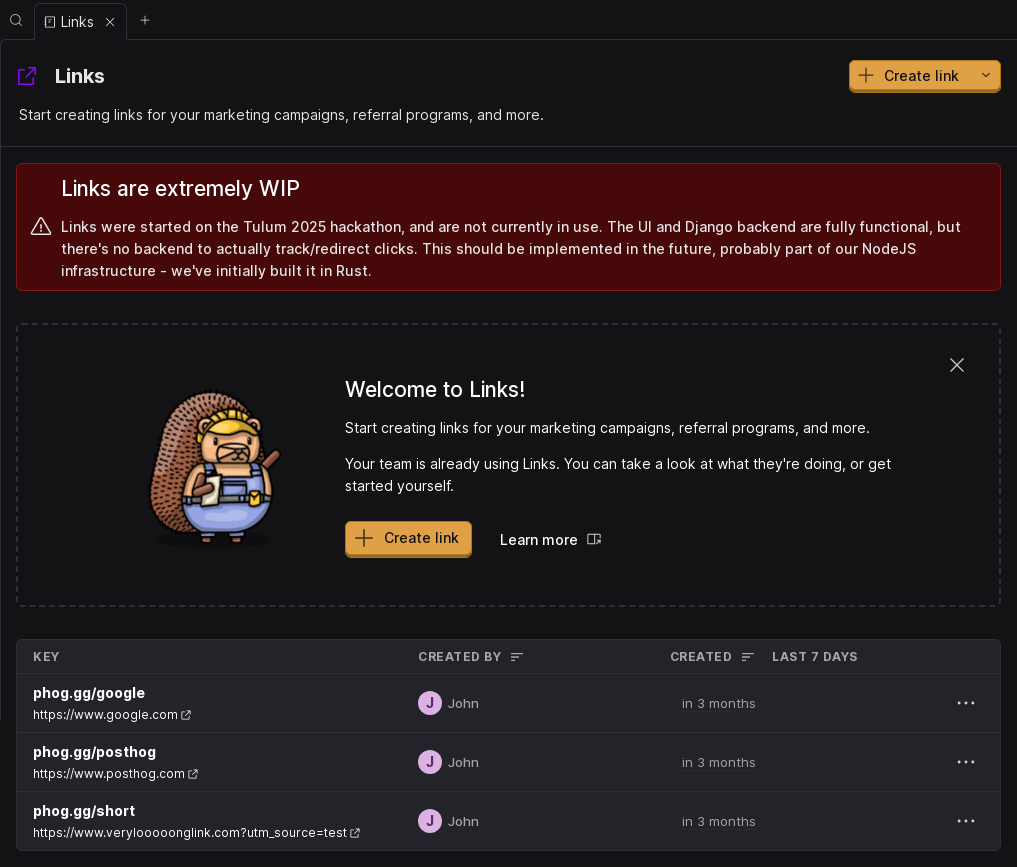 Links
Links
Create link
Start creating links for your marketing campaigns, referral programs, and more.
Links are extremely WIP
Links were started on the Tulum 2025 hackathon, and are not currently in use. The UI and Django backend are fully functional, but
there's no backend to actually track/redirect clicks. This should be implemented in the future, probably part of our NodeJS
infrastructure - we've initially built it in Rust.
Welcome to Links!
Start creating links for your marketing campaigns, referral programs, and more.
Your team is already using Links. You can take a look at what they're doing, or get
started yourself.
Create link Learn more
KEY CREATED BY CREATED LAST 7 DAYS
phog.gg/google
https://www.google.com
J John in 3 months
phog.gg/posthog
https://www.posthog.com
J John in 3 months
phog.gg/short
https://www.verylooooonglink.com?utm_source=test
J John in 3 months